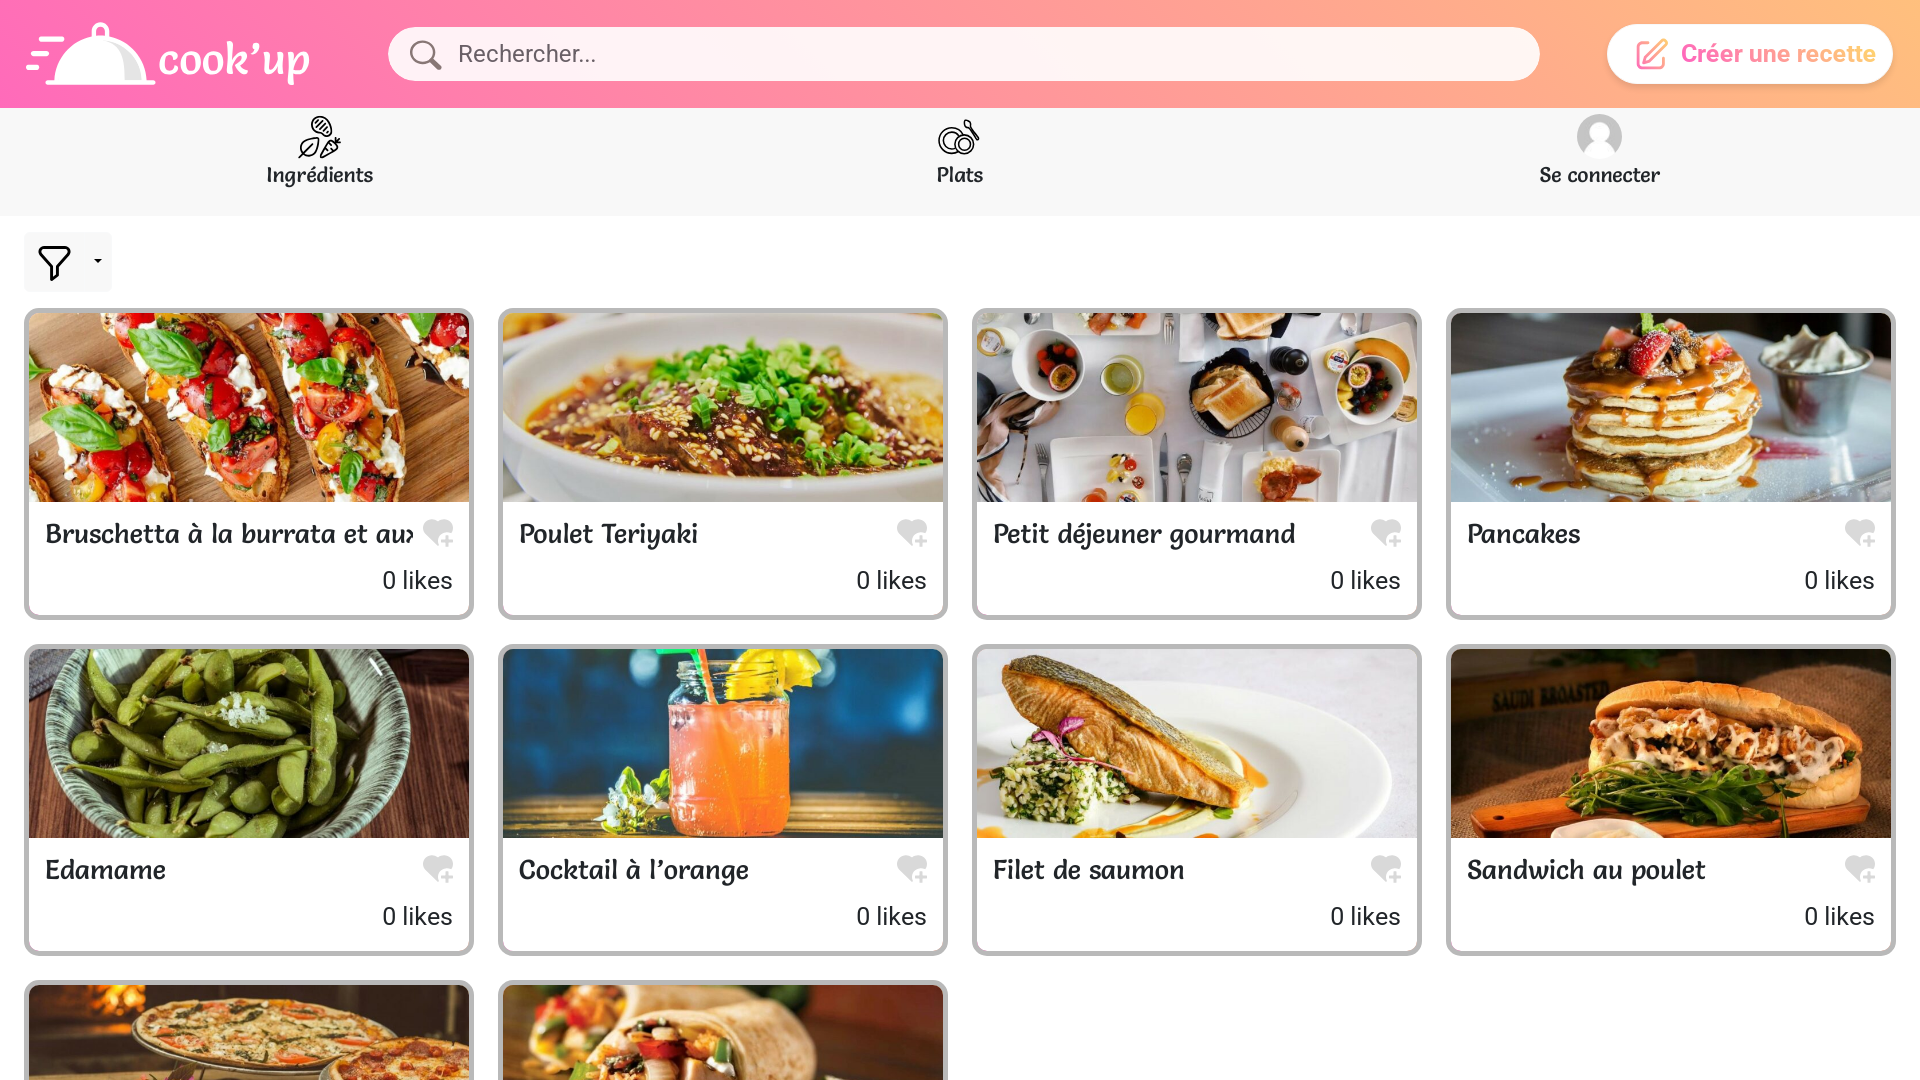 cook'up
Rechercher...
Créer une recette
Ingrédients
Plats
Se connecter
Bruschetta à la burrata et aux
0 likes
Poulet Teriyaki
0 likes
Petit déjeuner gourmand
0 likes
Pancakes
0 likes
SAUDI BROASTED
Edamame
0 likes
Cocktail à l'orange
0 likes
Filet de saumon
0 likes
Sandwich au poulet
0 likes